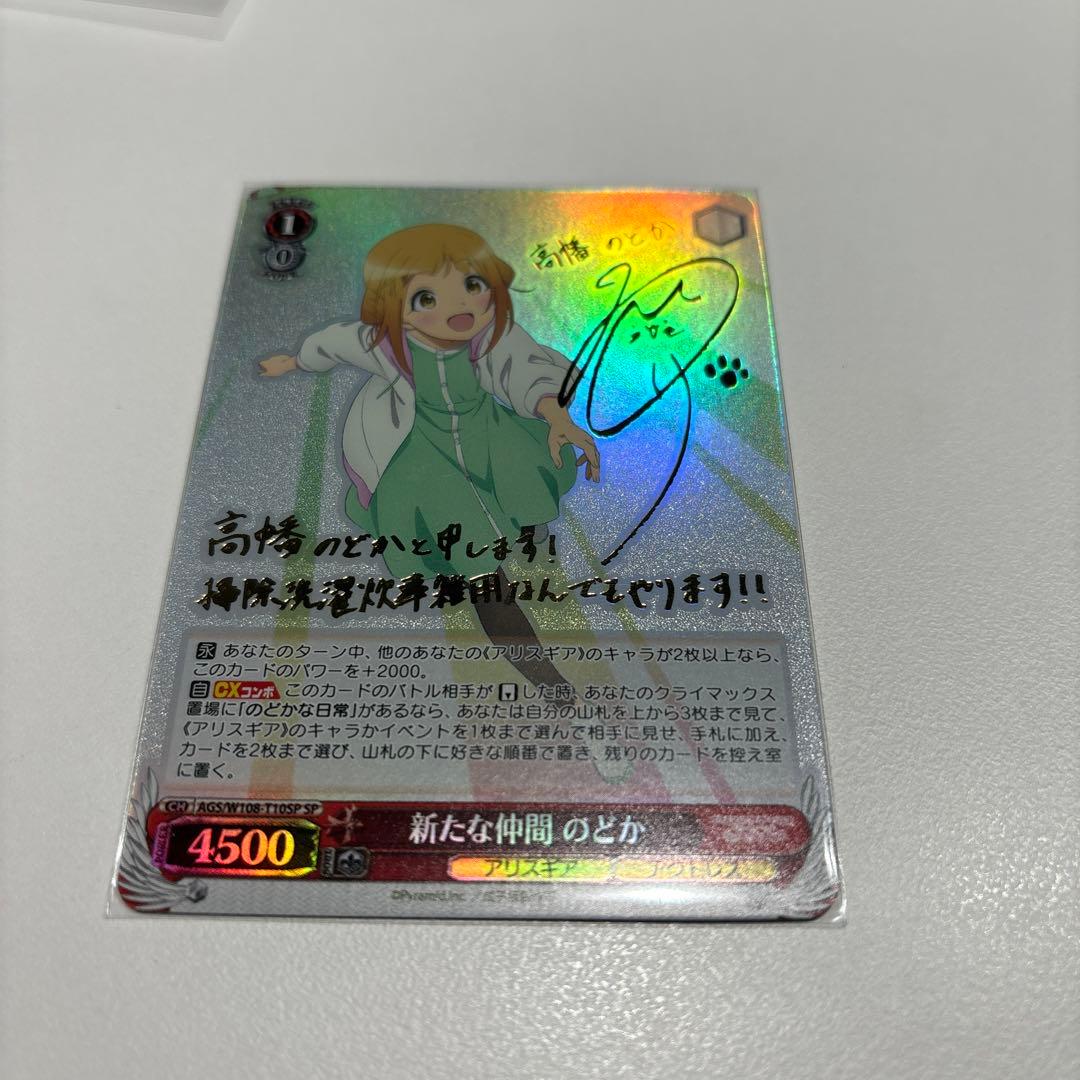 1
0
高幡 のどか
高幡のどかと申します!
掃除洗濯炊事雑用なんでもやります!!
永 あなたのターン中、他のあなたの《アリスギア》のキャラが2枚以上なら、
このカードのパワーを+2000。
自 CXコンボ このカードのバトル相手が した時、あなたのクライマックス
置場に「のどかな日常」があるなら、あなたは自分の山札を上から3枚まで見て、
《アリスギア》のキャラかイベントを1枚まで選んで相手に見せ、手札に加え、
カードを2枚まで選び、山札の下に好きな順番で置き、残りのカードを控え室
に置く。
CH AGS/W108-T10SP SP
POWER 4500 新たな仲間 のどか
アリスギア アクトレス
©Pyramid,Inc. /